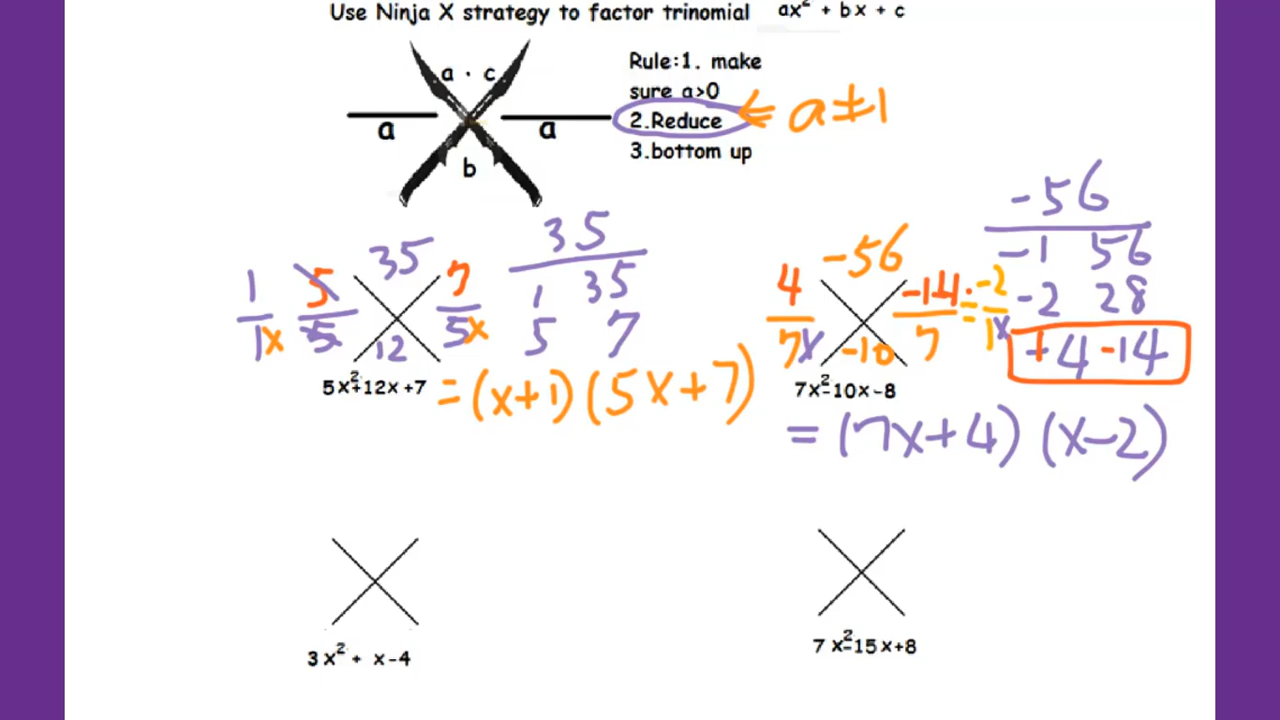 Use Ninja X strategy to factor trinomial ax² + bx + c
a · c
a a
b
Rule:1. make
sure a>0
2.Reduce ← a≠1
3.bottom up
35
1 35
5 7
35
1/1x 5/5 7/5x
12
5x²+12x+7 = (x+1)(5x+7)
-56
-1 56
-2 28
+4 -14
-56
4/7x -14/7 = -2/1x
-10
7x²-10x-8
= (7x+4)(x-2)
3x² + x-4
7x²-15x+8